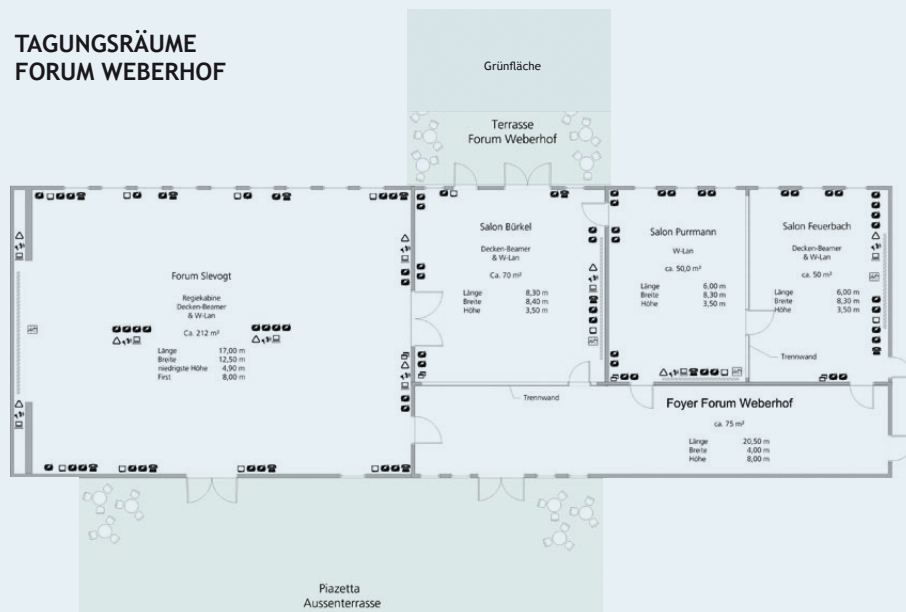 TAGUNGSRÄUME
FORUM WEBERHOF
Grünfläche
Terrasse
Forum Weberhof
Forum Slevogt
Regiekabine
Decken-Beamer
& W-Lan
Ca. 212 m²
Länge 17,00 m
Breite 12,50 m
niedrigste Höhe 4,90 m
First 8,00 m
Salon Bürkel
Decken-Beamer
& W-Lan
Ca. 70 m²
Länge 8,30 m
Breite 8,40 m
Höhe 3,50 m
Salon Purrmann
W-Lan
ca. 50,0 m²
Länge 6,00 m
Breite 8,30 m
Höhe 3,50 m
Salon Feuerbach
Decken-Beamer
& W-Lan
ca. 50 m²
Länge 6,00 m
Breite 8,30 m
Höhe 3,50 m
Trennwand
Trennwand
Foyer Forum Weberhof
ca. 75 m²
Länge 20,50 m
Breite 4,00 m
Höhe 8,00 m
Piazetta
Aussenterrasse